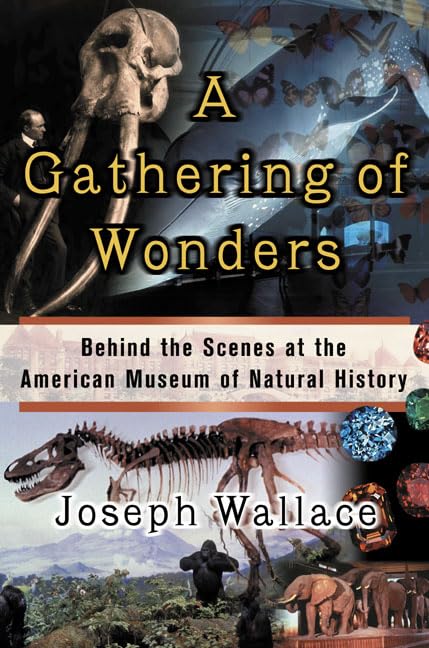 A
Gathering of
Wonders
Behind the Scenes at the
American Museum of Natural History
Joseph Wallace